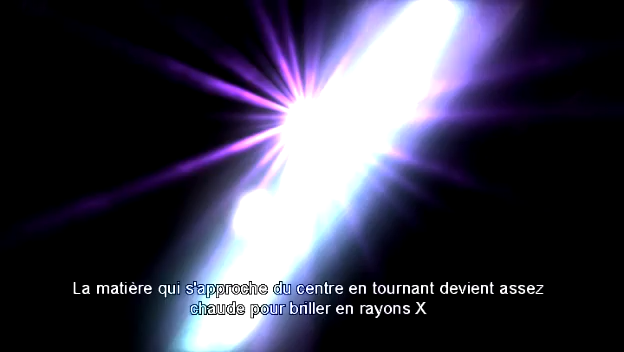 La matière qui s'approche du centre en tournant devient assez
chaude pour briller en rayons X